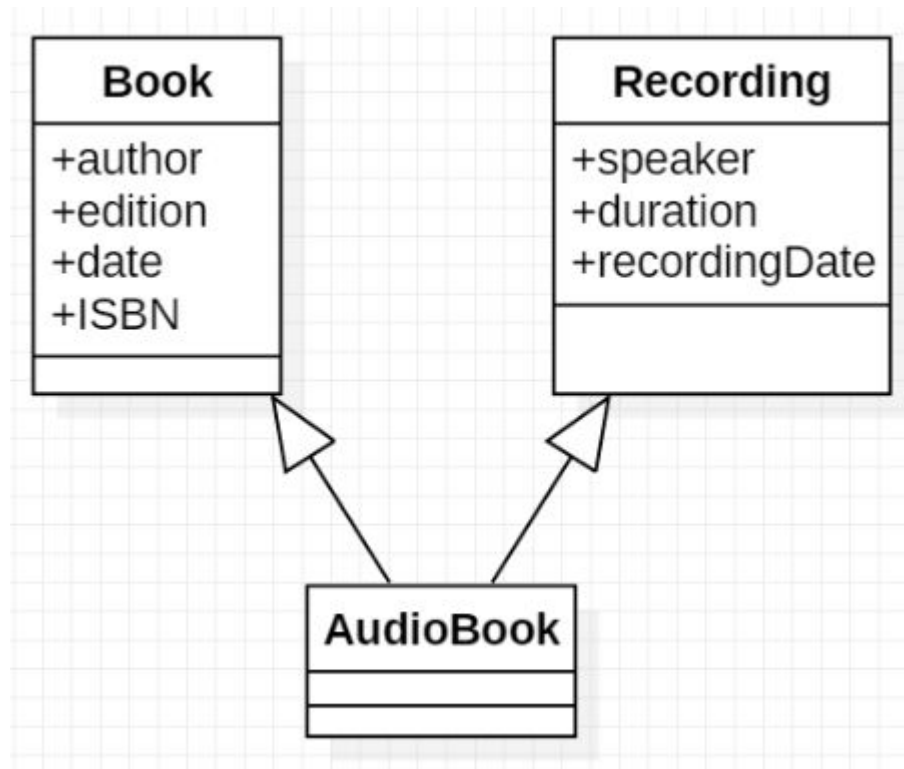 Book
+author
+edition
+date
+ISBN
Recording
+speaker
+duration
+recordingDate
AudioBook